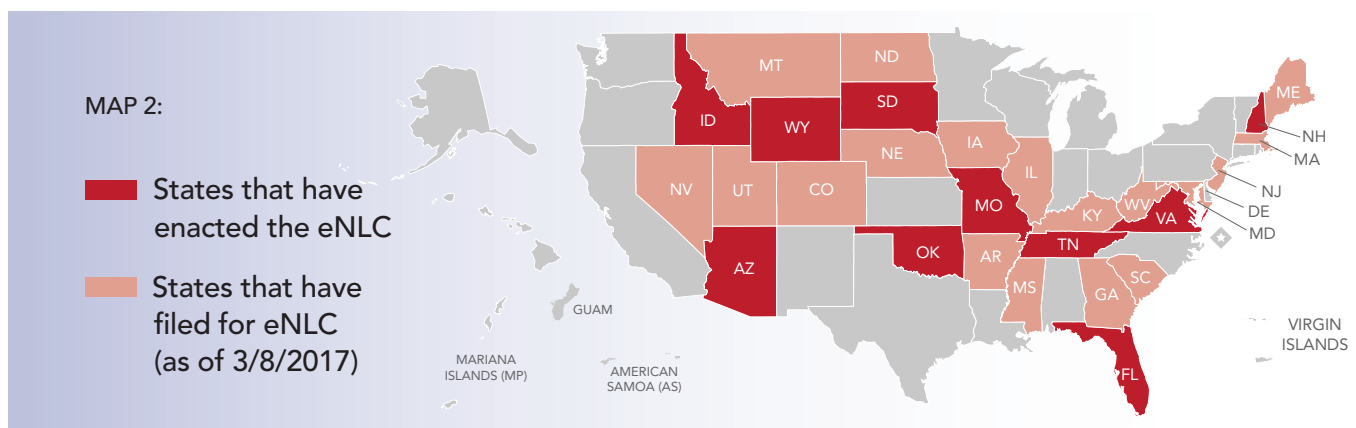 MAP 2:
States that have
enacted the eNLC
States that have
filed for eNLC
(as of 3/8/2017)
MT
ND
ME
ID
WY
SD
NH
MA
IA
NE
IL
NV
UT
CO
NJ
DE
MD
MO
KY
WV
VA
AZ
OK
AR
TN
MS
GA
SC
FL
GUAM
MARIANA
ISLANDS (MP)
AMERICAN
SAMOA (AS)
VIRGIN
ISLANDS